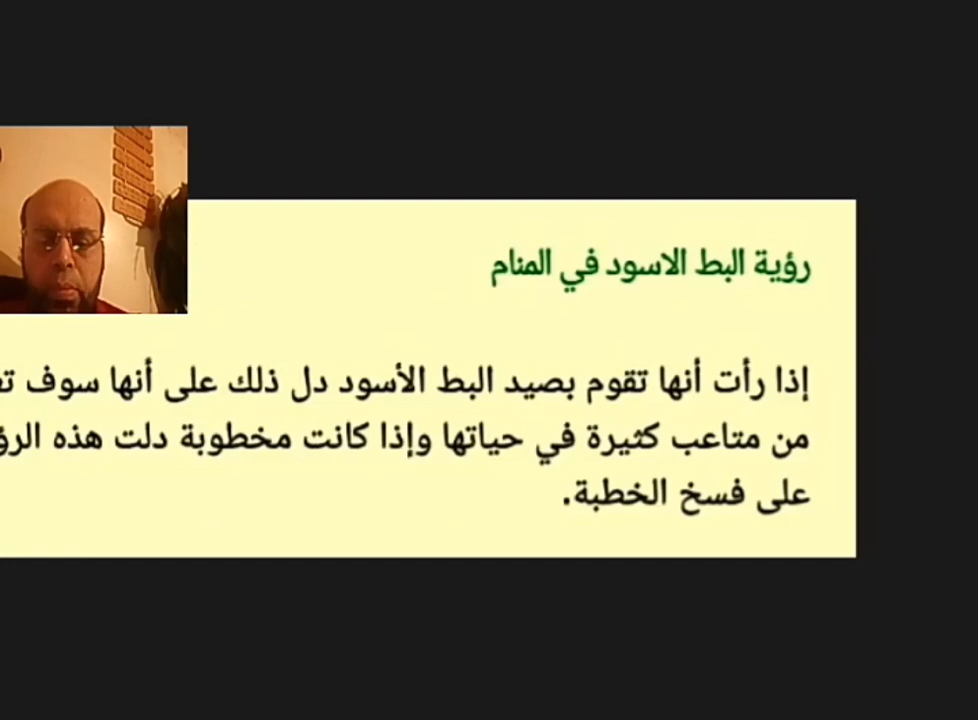 رؤية البط الاسود في المنام
إذا رأت أنها تقوم بصيد البط الأسود دل ذلك على أنها سوف
من متاعب كثيرة في حياتها وإذا كانت مخطوبة دلت هذه
على فسخ الخطبة.